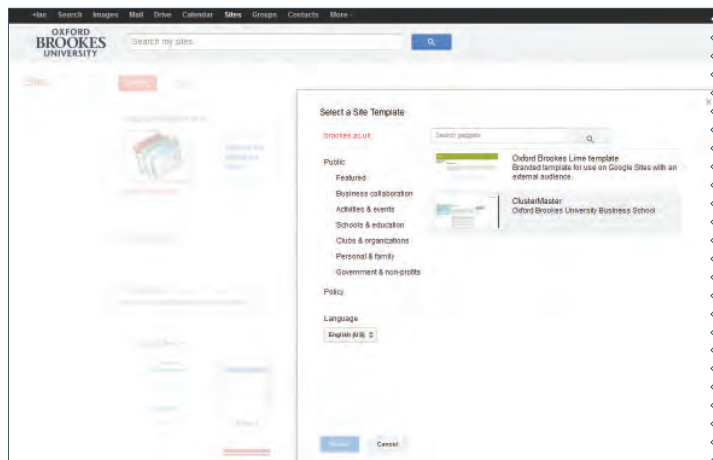 +Ian Search Images Mail Drive Calendar Sites Groups Contacts More
OXFORD
BROOKES
UNIVERSITY
Search my sites
Sites
Select a Site Template
x
brookes.ac.uk
Search gadgets
Public
Featured
Business collaboration
Activities & events
Schools & education
Clubs & organizations
Personal & family
Government & non-profits
Policy
Language
English (US)
Oxford Brookes Lime template
Branded template for use on Google Sites with an
external audience.
ClusterMaster
Oxford Brookes University Business School
Select
Cancel